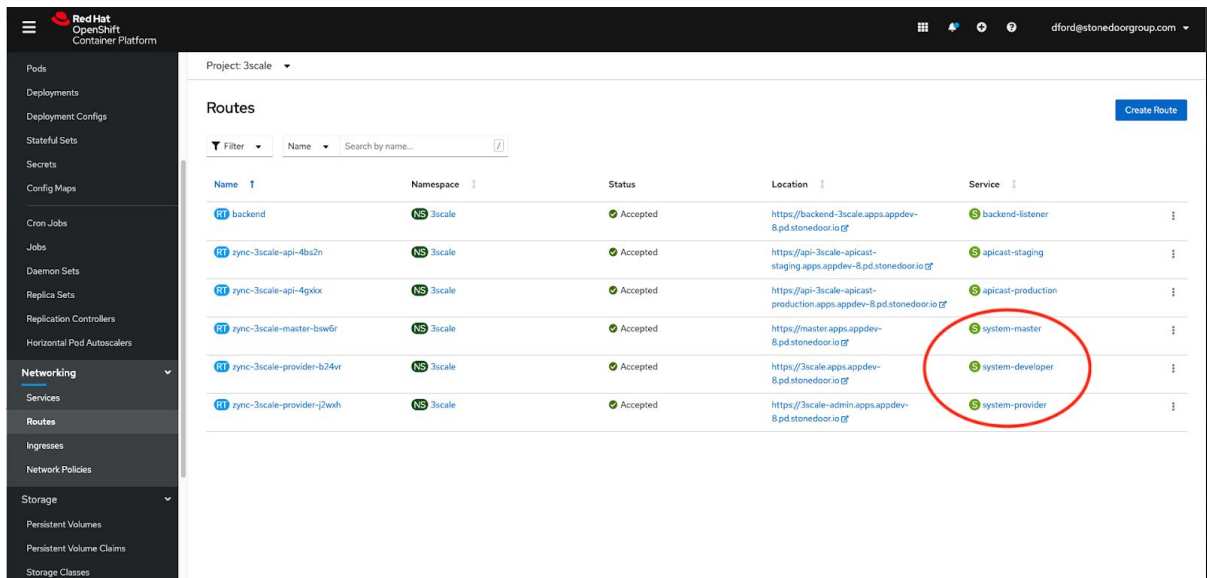 Red Hat
OpenShift
Container Platform
dford@stonedoorgroup.com
Pods
Deployments
Deployment Configs
Stateful Sets
Secrets
Config Maps
Cron Jobs
Jobs
Daemon Sets
Replica Sets
Replication Controllers
Horizontal Pod Autoscalers
Networking
Services
Routes
Ingresses
Network Policies
Storage
Persistent Volumes
Persistent Volume Claims
Storage Classes
Project: 3scale
Routes
Create Route
Filter Name Search by name... /
Name Namespace Status Location Service
RT backend NS 3scale Accepted https://backend-3scale.apps.appdev-
8.pd.stonedoor.io S backend-listener
RT zync-3scale-api-4bs2n NS 3scale Accepted https://api-3scale-apicast-
staging.apps.appdev-8.pd.stonedoor.io S apicast-staging
RT zync-3scale-api-4gxkx NS 3scale Accepted https://api-3scale-apicast-
production.apps.appdev-8.pd.stonedoor.io S apicast-production
RT zync-3scale-master-bsw6r NS 3scale Accepted https://master.apps.appdev-
8.pd.stonedoor.io S system-master
RT zync-3scale-provider-b24vr NS 3scale Accepted https://3scale.apps.appdev-
8.pd.stonedoor.io S system-developer
RT zync-3scale-provider-j2wxh NS 3scale Accepted https://3scale-admin.apps.appdev-
8.pd.stonedoor.io S system-provider